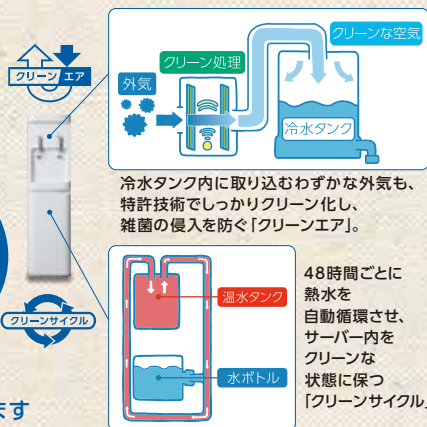 クリーンエア
外気
クリーン処理
クリーンな空気
冷水タンク
冷水タンク内に取り込むわずかな外気も、
特許技術でしっかりクリーン化し、
雑菌の侵入を防ぐ「クリーンエア」。
クリーンサイクル
温水タンク
水ボトル
48時間ごとに
熱水を
自動循環させ、
サーバー内を
クリーンな
状態に保つ
「クリーンサイクル」
ます